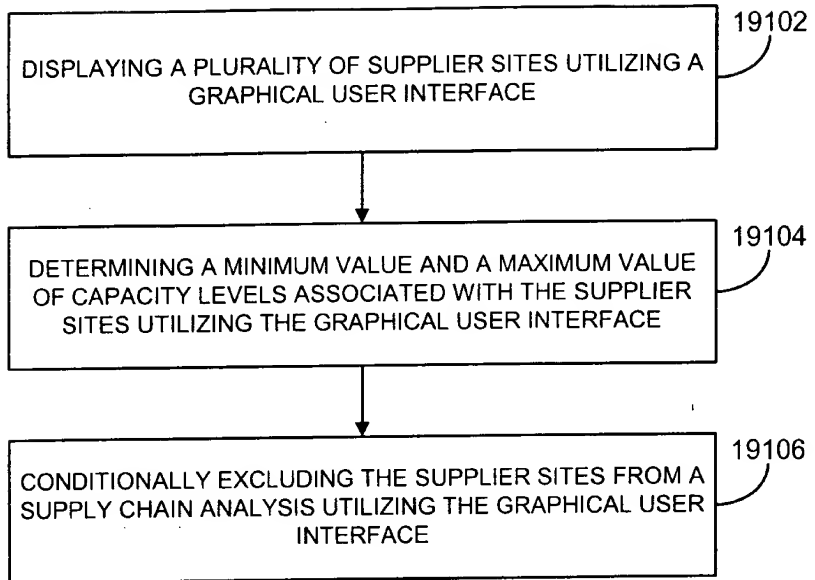 19102
DISPLAYING A PLURALITY OF SUPPLIER SITES UTILIZING A
GRAPHICAL USER INTERFACE
19104
DETERMINING A MINIMUM VALUE AND A MAXIMUM VALUE
OF CAPACITY LEVELS ASSOCIATED WITH THE SUPPLIER
SITES UTILIZING THE GRAPHICAL USER INTERFACE
19106
CONDITIONALLY EXCLUDING THE SUPPLIER SITES FROM A
SUPPLY CHAIN ANALYSIS UTILIZING THE GRAPHICAL USER
INTERFACE